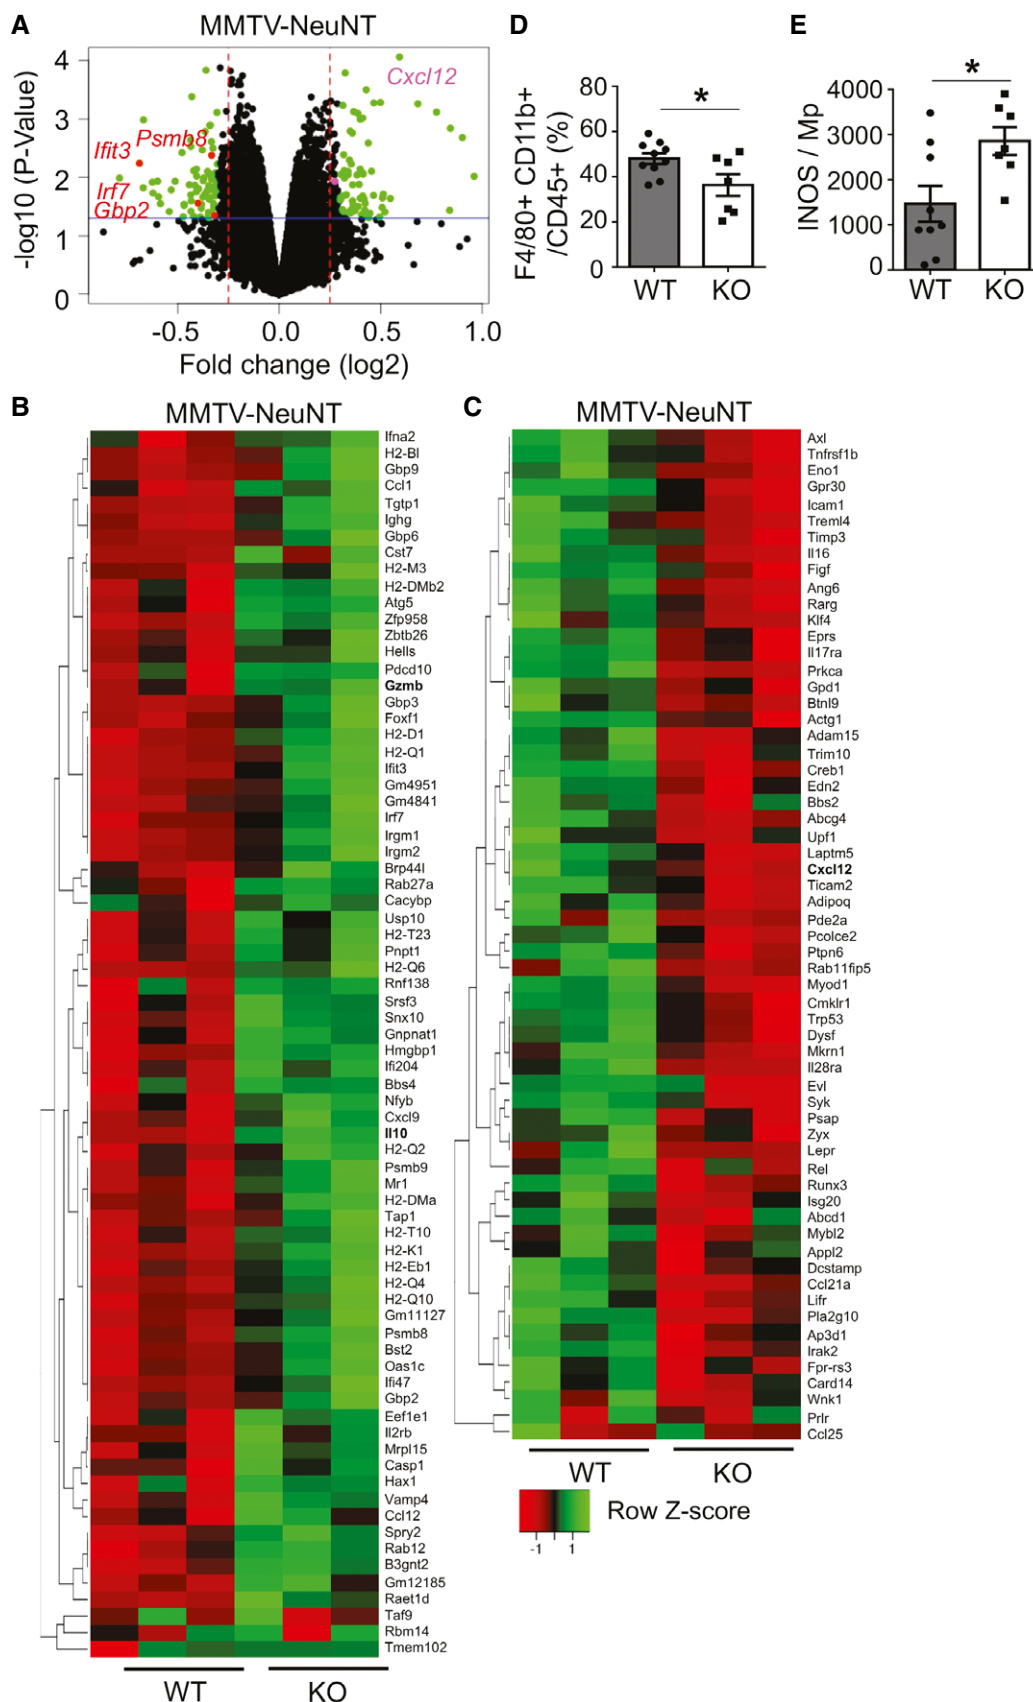 A
MMTV-NeuNT
-log10 (P-Value)
4
3
2
1
0
Cxcl12
Psmb8
Ifit3
Irf7
Gbp2
-0.5
0.0
0.5
1.0
Fold change (log2)
D
F4/80+ CD11b+
/CD45+ (%)
80
60
40
20
0
*
WT
KO
E
INOS / Mp
4000
3000
2000
1000
0
*
WT
KO
B
MMTV-NeuNT
Ifna2
H2-Bl
Gbp9
Ccl1
Tgtp1
Ighg
Gbp6
Cst7
H2-M3
H2-DMb2
Atg5
Zfp958
Zbtb26
Hells
Pdcd10
Gzmb
Gbp3
Foxf1
H2-D1
H2-Q1
Ifit3
Gm4951
Gm4841
Irf7
Irgm1
Irgm2
Brp44l
Rab27a
Cacybp
Usp10
H2-T23
Pnpt1
H2-Q6
Rnf138
Srsf3
Snx10
Gnpnat1
Hmgbp1
Ifi204
Bbs4
Nfyb
Cxcl9
Il10
H2-Q2
Psmb9
Mr1
H2-DMa
Tap1
H2-T10
H2-K1
H2-Eb1
H2-Q4
H2-Q10
Gm11127
Psmb8
Bst2
Oas1c
Ifi47
Gbp2
Eef1e1
Il2rb
Mrpl15
Casp1
Hax1
Vamp4
Ccl12
Spry2
Rab12
B3gnt2
Gm12185
Raet1d
Taf9
Rbm14
Tmem102
WT
KO
C
MMTV-NeuNT
Axl
Tnfrsf1b
Eno1
Gpr30
Icam1
Treml4
Timp3
Il16
Figf
Ang6
Rarg
Klf4
Eprs
Il17ra
Prkca
Gpd1
Btnl9
Actg1
Adam15
Trim10
Creb1
Edn2
Bbs2
Abcg4
Upf1
Laptm5
Cxcl12
Ticam2
Adipoq
Pde2a
Pcolce2
Ptpn6
Rab11fip5
Myod1
Cmklr1
Trp53
Dysf
Mkrn1
Il28ra
Evl
Syk
Psap
Zyx
Lepr
Rel
Runx3
Isg20
Abcd1
Mybl2
Appl2
Dcstamp
Ccl21a
Lifr
Pla2g10
Ap3d1
Irak2
Fpr-rs3
Card14
Wnk1
Prlr
Ccl25
WT
KO
Row Z-score
-1
1